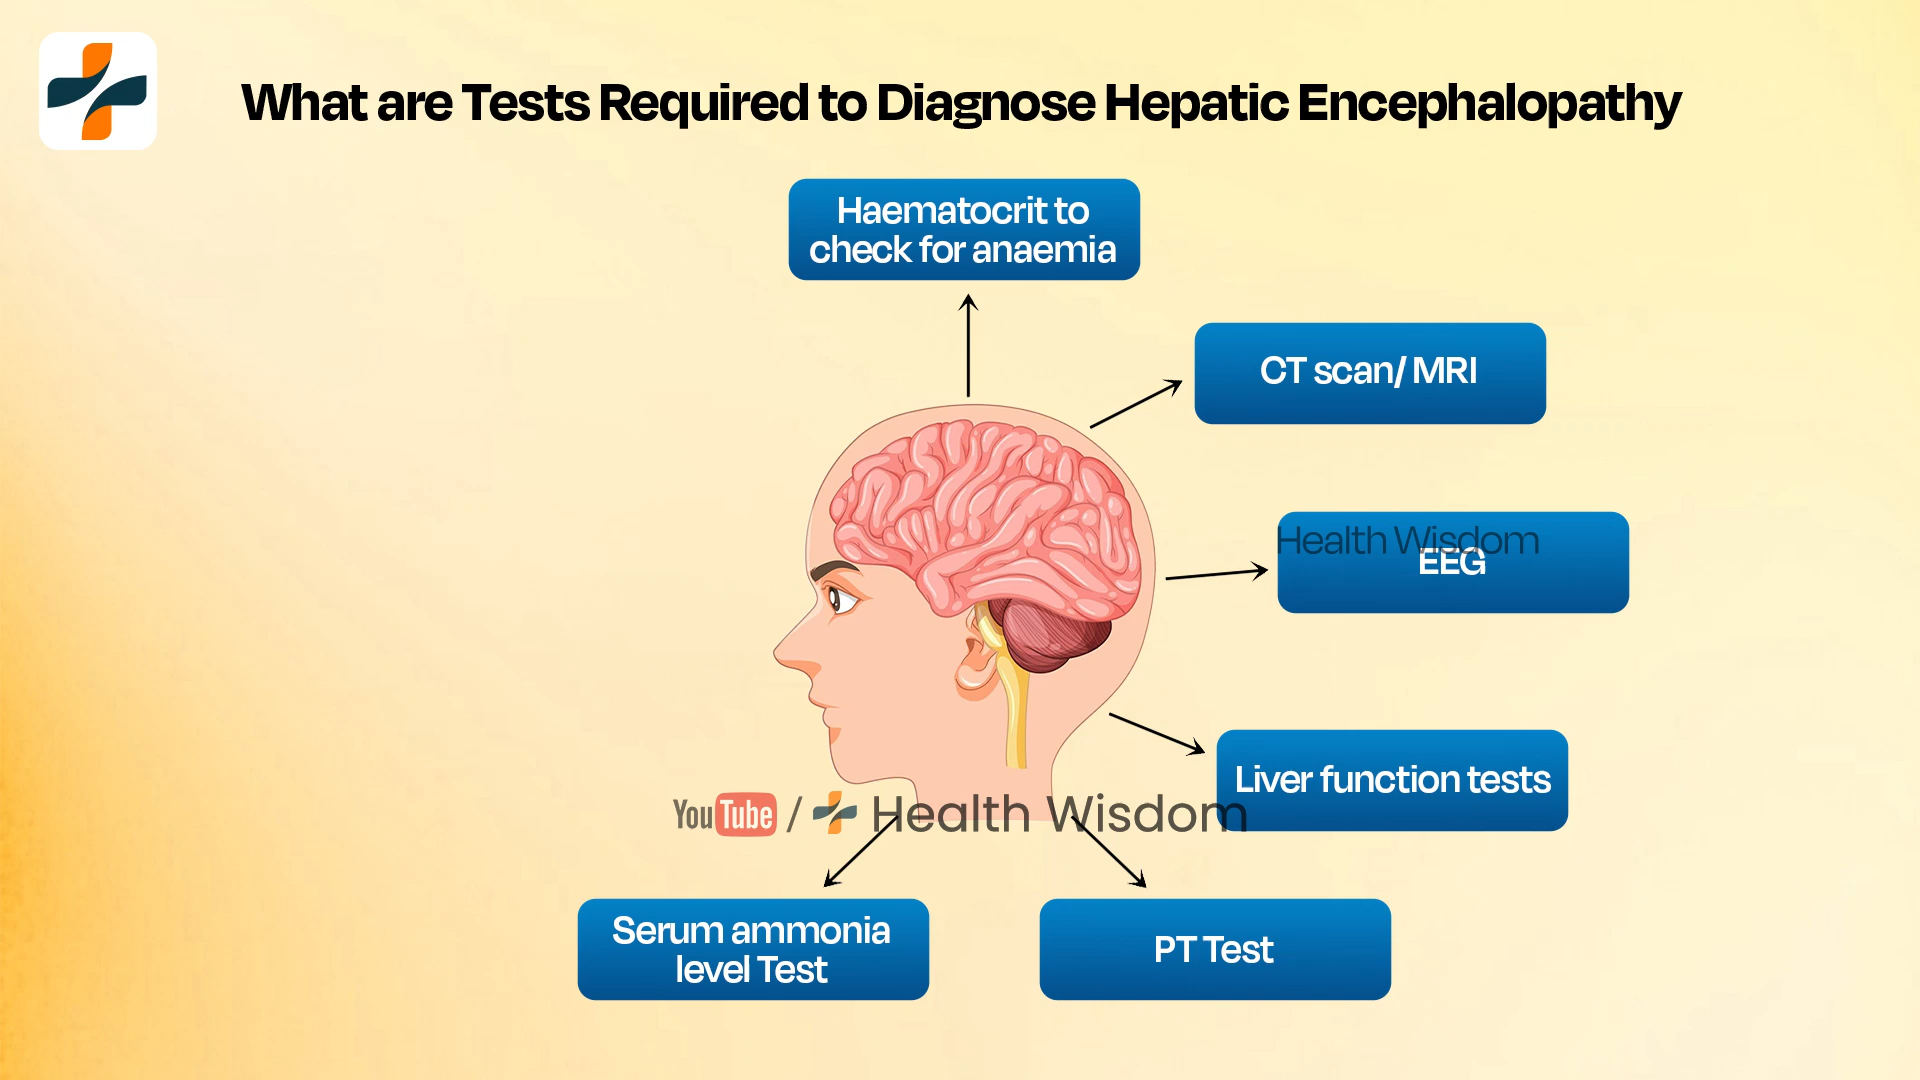 What are Tests Required to Diagnose Hepatic Encephalopathy
Haematocrit to
check for anaemia
CT scan/ MRI
Health Wisdom
EEG
Liver function tests
YouTube / Health Wisdom
Serum ammonia
level Test
PT Test